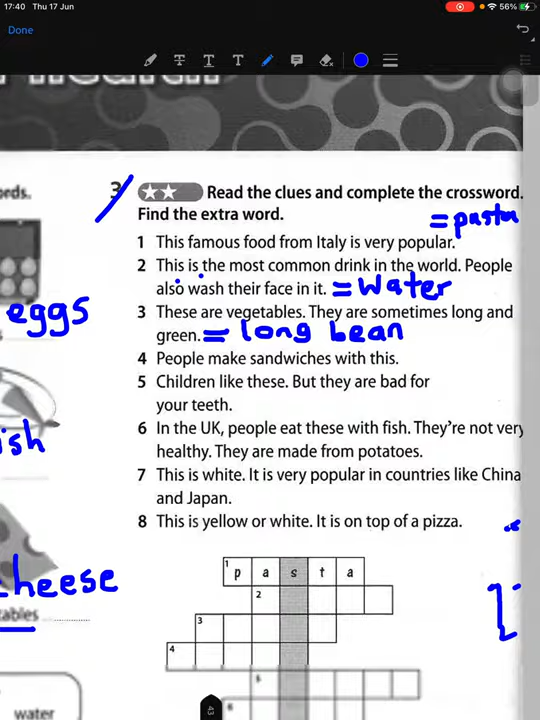 17:40 Thu 17 Jun
56%
Done
ords.
3 ★★ Read the clues and complete the crossword.
Find the extra word.
= pasta
1 This famous food from Italy is very popular.
2 This is the most common drink in the world. People
also wash their face in it. = water
eggs
3 These are vegetables. They are sometimes long and
green. = long bean
4 People make sandwiches with this.
5 Children like these. But they are bad for
your teeth.
6 In the UK, people eat these with fish. They're not very
ish
healthy. They are made from potatoes.
7 This is white. It is very popular in countries like China
and Japan.
8 This is yellow or white. It is on top of a pizza.
1 p a s t a
heese
2
tables
3
4
5
6
43
water